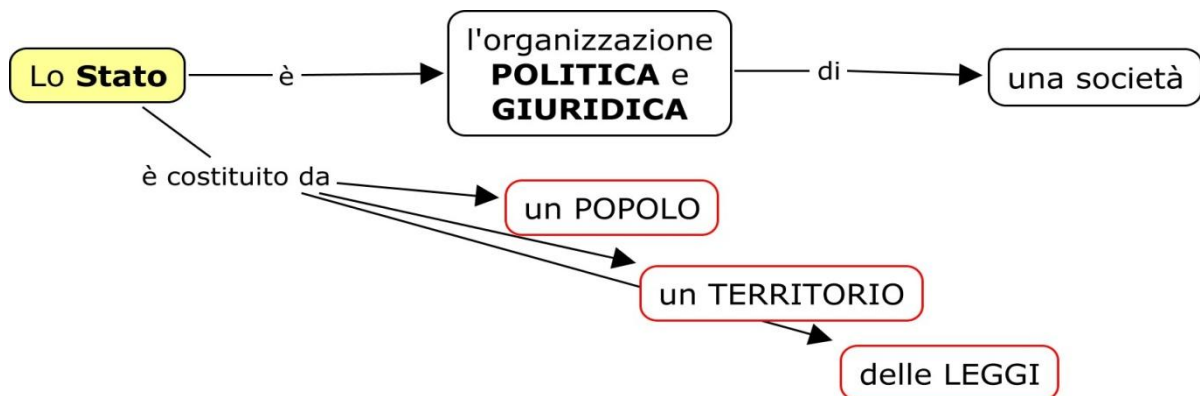 Lo Stato
è
l'organizzazione
POLITICA e
GIURIDICA
di
una società
è costituito da
un POPOLO
un TERRITORIO
delle LEGGI